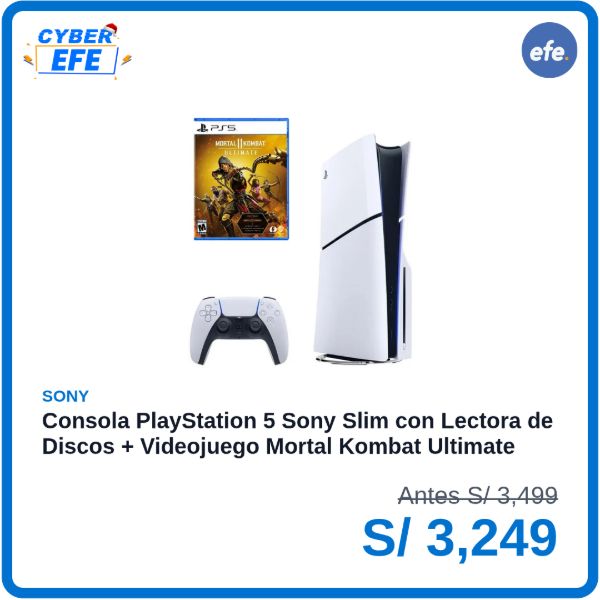 CYBER
EFE
efe.
PS5
MORTAL KOMBAT 11
ULTIMATE
M
SONY
Consola PlayStation 5 Sony Slim con Lectora de
Discos + Videojuego Mortal Kombat Ultimate
Antes S/ 3,499
S/ 3,249